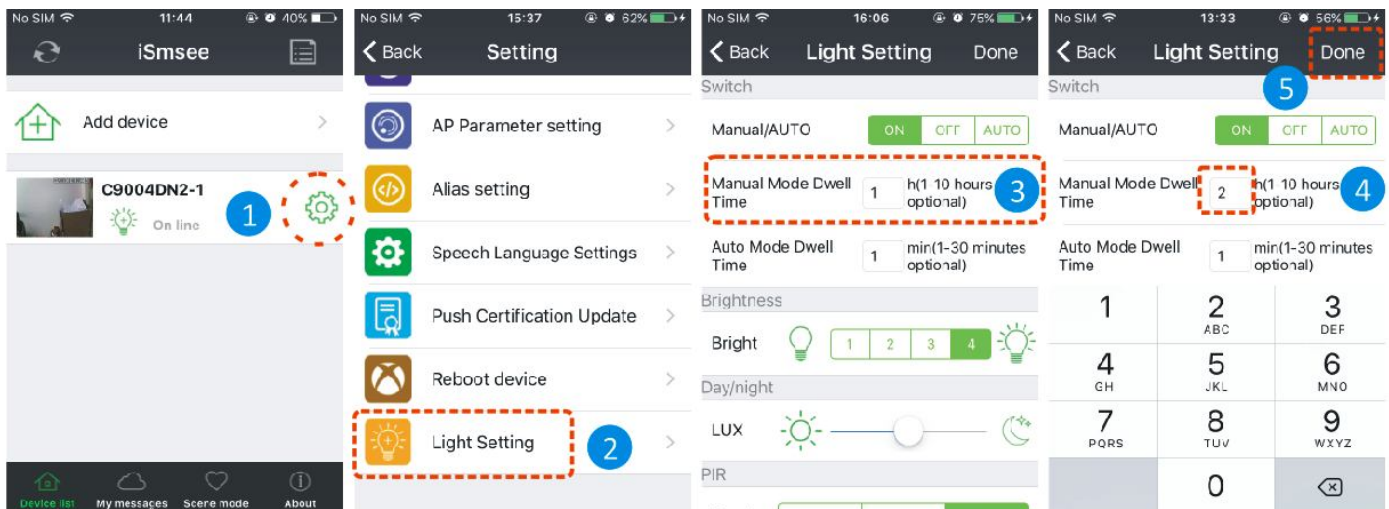 No SIM 11:44 40%
iSmsee
Add device
C9004DN2-1
On line
1
Device list My messages Scene mode About
No SIM 15:37 62%
Back Setting
AP Parameter setting
Alias setting
Speech Language Settings
Push Certification Update
Reboot device
Light Setting
2
No SIM 16:06 75%
Back Light Setting Done
Switch
Manual/AUTO ON OFF AUTO
Manual Mode Dwell 1 h(1-10 hours
Time optional)
3
Auto Mode Dwell 1 min(1-30 minutes
Time optional)
Brightness
Bright 1 2 3 4
Day/night
LUX
PIR
No SIM 13:33 56%
Back Light Setting Done
5
Switch
Manual/AUTO ON OFF AUTO
Manual Mode Dwell 2 h(1-10 hours
Time optional)
4
Auto Mode Dwell 1 min(1-30 minutes
Time optional)
1 2 3
ABC DEF
4 5 6
GH JKL MNO
7 8 9
PQRS TUV WXYZ
0